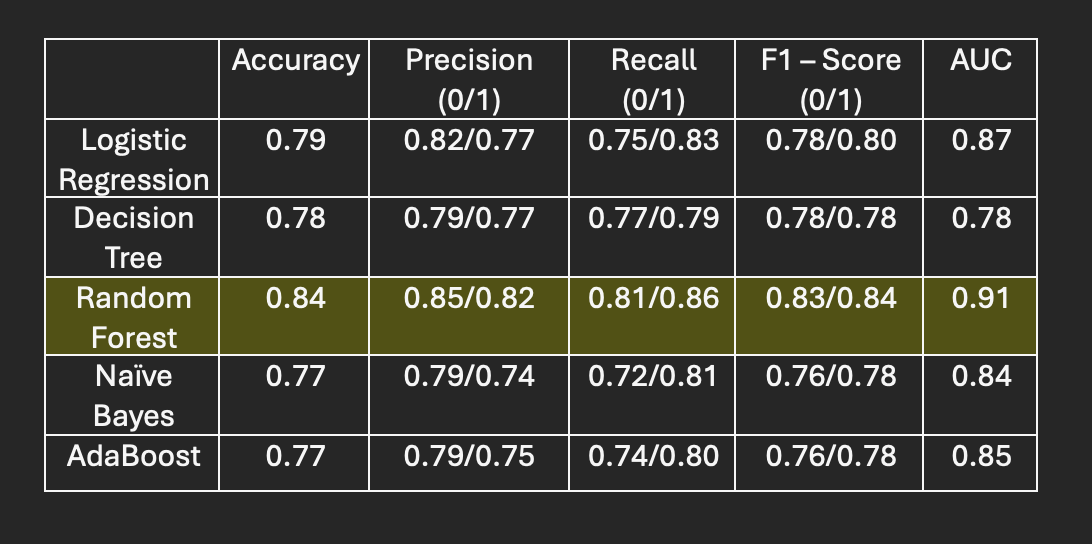 Accuracy Precision Recall F1 – Score AUC
(0/1) (0/1) (0/1)
Logistic 0.79 0.82/0.77 0.75/0.83 0.78/0.80 0.87
Regression
Decision 0.78 0.79/0.77 0.77/0.79 0.78/0.78 0.78
Tree
Random 0.84 0.85/0.82 0.81/0.86 0.83/0.84 0.91
Forest
Naïve 0.77 0.79/0.74 0.72/0.81 0.76/0.78 0.84
Bayes
AdaBoost 0.77 0.79/0.75 0.74/0.80 0.76/0.78 0.85